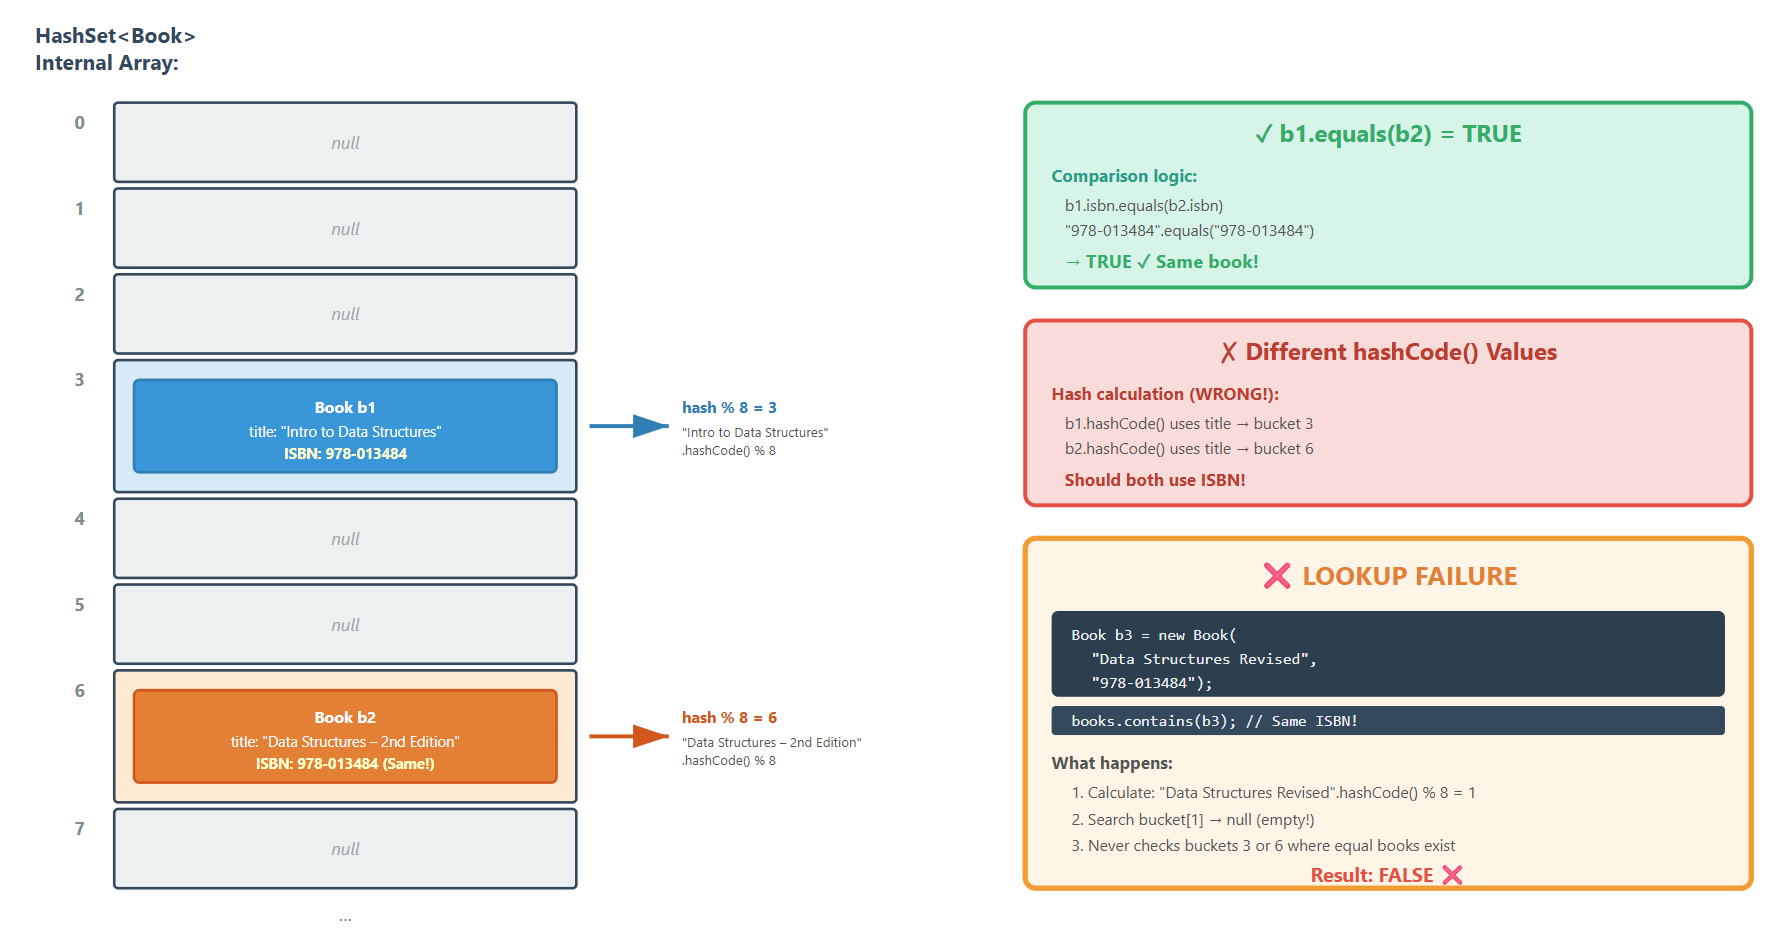 HashSet<Book>
Internal Array:
0
null
1
null
2
null
3
Book b1
title: "Intro to Data Structures"
ISBN: 978-013484
hash % 8 = 3
"Intro to Data Structures"
.hashCode() % 8
4
null
5
null
6
Book b2
title: "Data Structures – 2nd Edition"
ISBN: 978-013484 (Same!)
hash % 8 = 6
"Data Structures – 2nd Edition"
.hashCode() % 8
7
null
...
✓ b1.equals(b2) = TRUE
Comparison logic:
b1.isbn.equals(b2.isbn)
"978-013484".equals("978-013484")
→ TRUE ✓ Same book!
✗ Different hashCode() Values
Hash calculation (WRONG!):
b1.hashCode() uses title → bucket 3
b2.hashCode() uses title → bucket 6
Should both use ISBN!
❌ LOOKUP FAILURE
Book b3 = new Book(
"Data Structures Revised",
"978-013484");
books.contains(b3); // Same ISBN!
What happens:
1. Calculate: "Data Structures Revised".hashCode() % 8 = 1
2. Search bucket[1] → null (empty!)
3. Never checks buckets 3 or 6 where equal books exist
Result: FALSE ❌